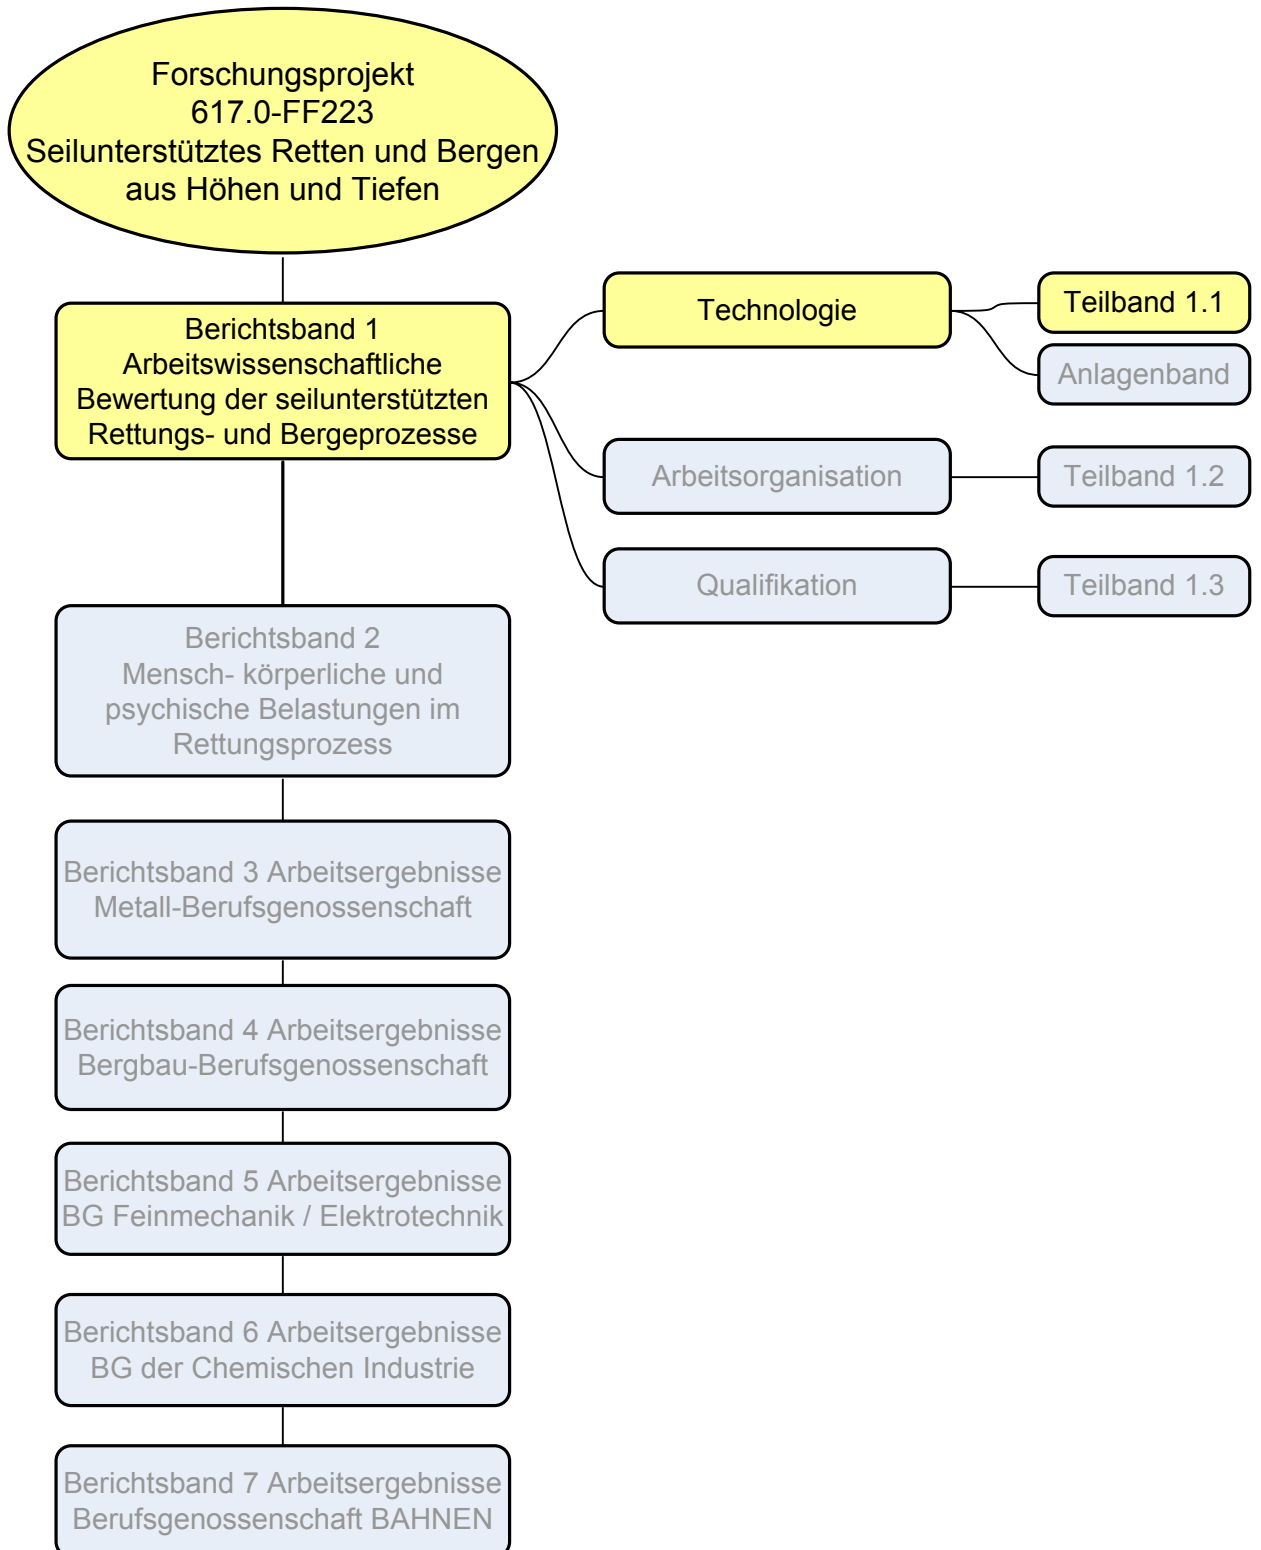 Forschungsprojekt
617.0-FF223
Seilunterstütztes Retten und Bergen
aus Höhen und Tiefen
Berichtsband 1
Arbeitswissenschaftliche
Bewertung der seilunterstützten
Rettungs- und Bergeprozesse
Technologie
Teilband 1.1
Anlagenband
Arbeitsorganisation
Teilband 1.2
Qualifikation
Teilband 1.3
Berichtsband 2
Mensch- körperliche und
psychische Belastungen im
Rettungsprozess
Berichtsband 3 Arbeitsergebnisse
Metall-Berufsgenossenschaft
Berichtsband 4 Arbeitsergebnisse
Bergbau-Berufsgenossenschaft
Berichtsband 5 Arbeitsergebnisse
BG Feinmechanik / Elektrotechnik
Berichtsband 6 Arbeitsergebnisse
BG der Chemischen Industrie
Berichtsband 7 Arbeitsergebnisse
Berufsgenossenschaft BAHNEN